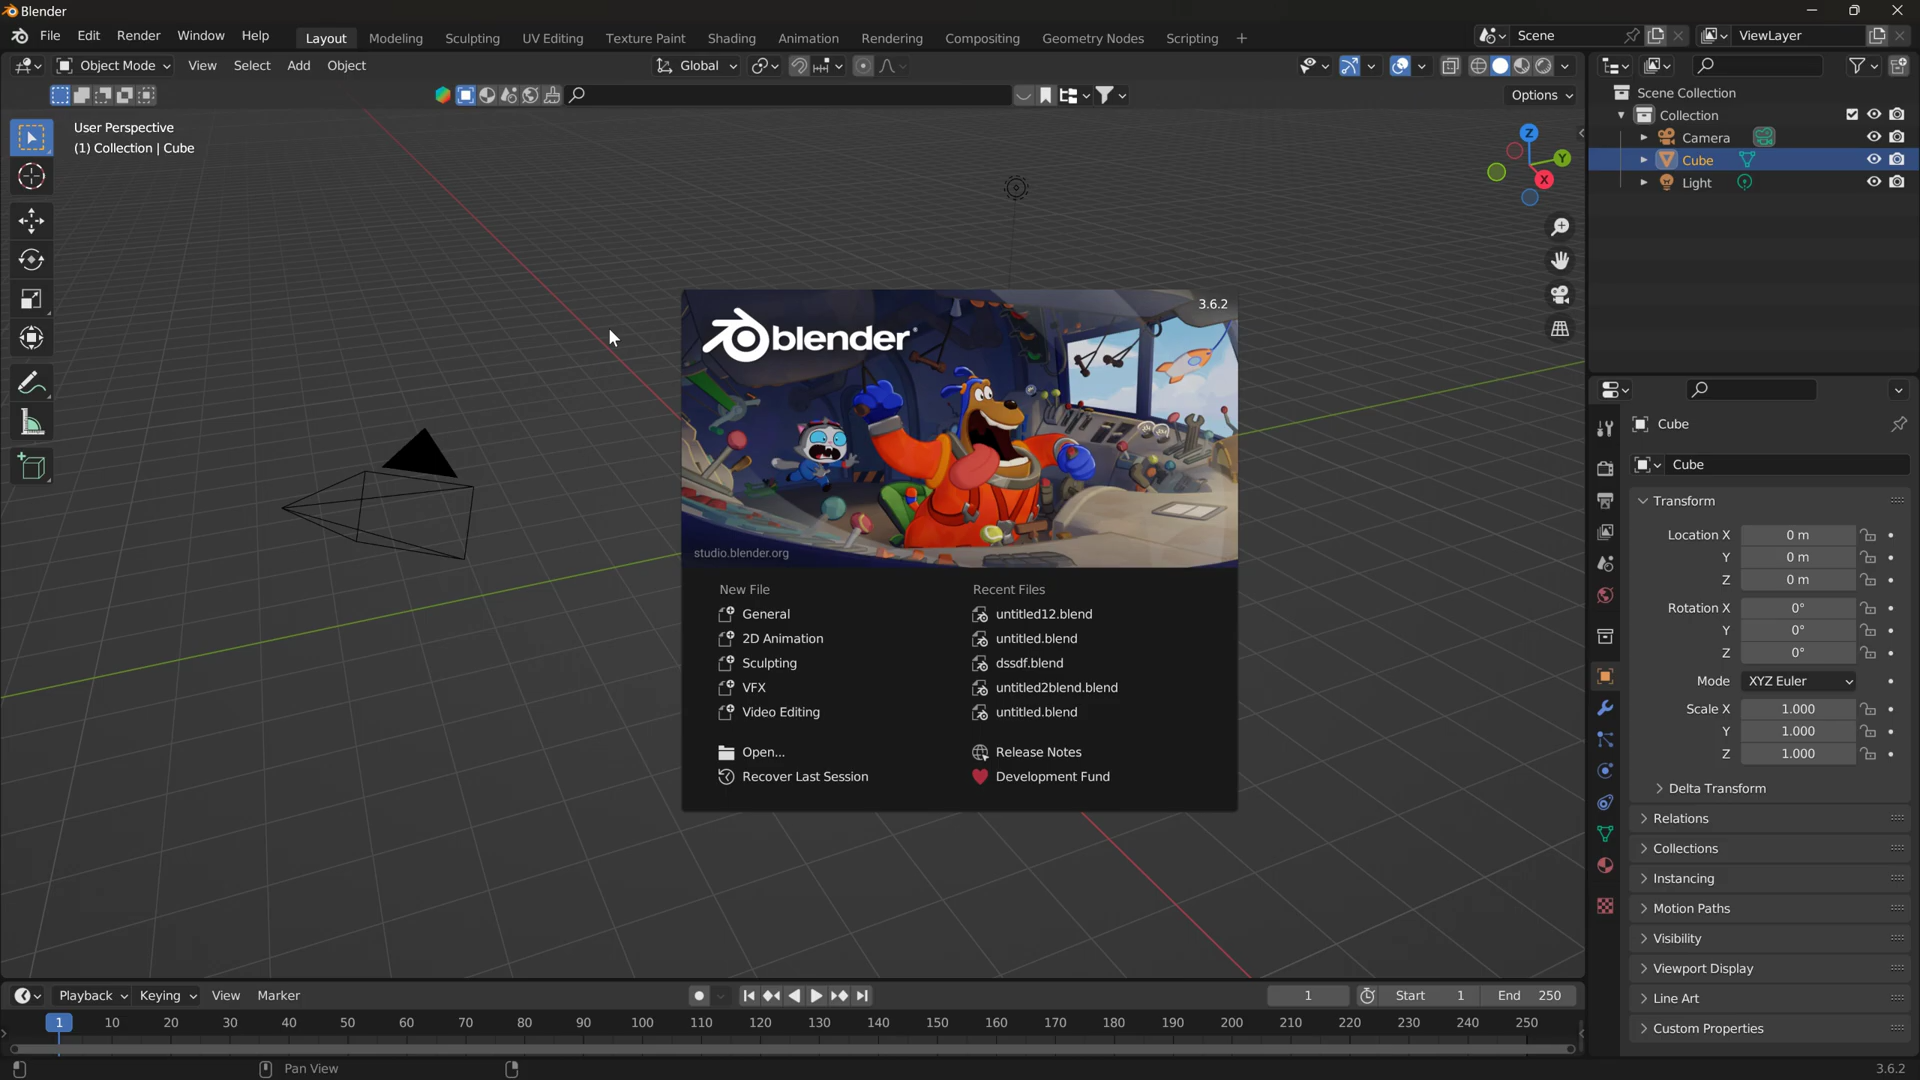 Blender
File Edit Render Window Help Layout Modeling Sculpting UV Editing Texture Paint Shading Animation Rendering Compositing Geometry Nodes Scripting + Scene ViewLayer
Object Mode View Select Add Object Global
Options
User Perspective
(1) Collection | Cube
Z
Y
X
Scene Collection
Collection
Camera
Cube
Light
3.6.2
blender
studio.blender.org
New File
General
2D Animation
Sculpting
VFX
Video Editing
Open...
Recover Last Session
Recent Files
untitled12.blend
untitled.blend
dssdf.blend
untitled2blend.blend
untitled.blend
Release Notes
Development Fund
Cube
Cube
Transform
Location X 0 m
Y 0 m
Z 0 m
Rotation X 0°
Y 0°
Z 0°
Mode XYZ Euler
Scale X 1.000
Y 1.000
Z 1.000
Delta Transform
Relations
Collections
Instancing
Motion Paths
Visibility
Viewport Display
Line Art
Custom Properties
Playback Keying View Marker 1 Start 1 End 250
1 10 20 30 40 50 60 70 80 90 100 110 120 130 140 150 160 170 180 190 200 210 220 230 240 250
Pan View 3.6.2